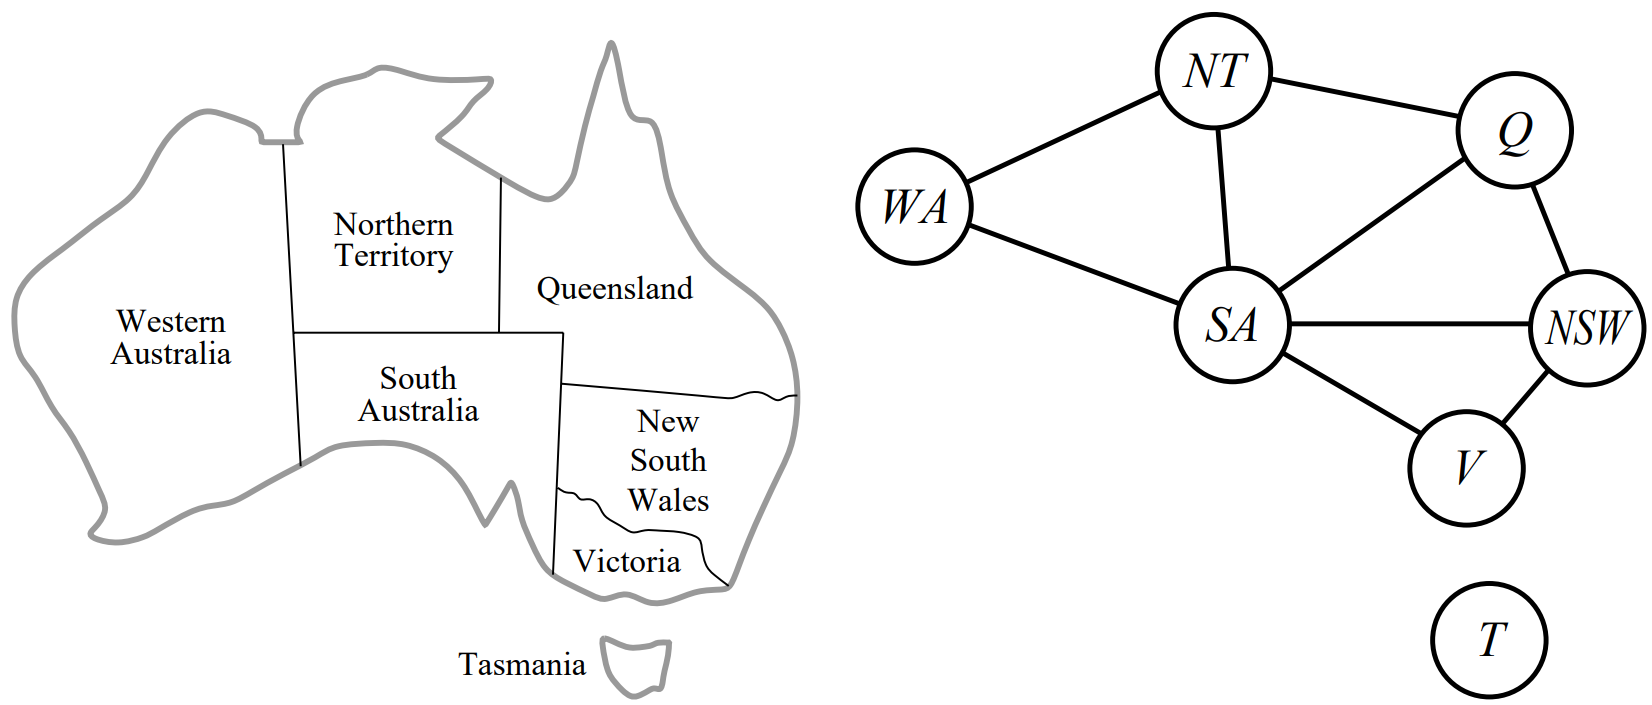 Northern
Territory
Western
Australia
Queensland
South
Australia
New
South
Wales
Victoria
Tasmania
NT
Q
WA
SA
NSW
V
T